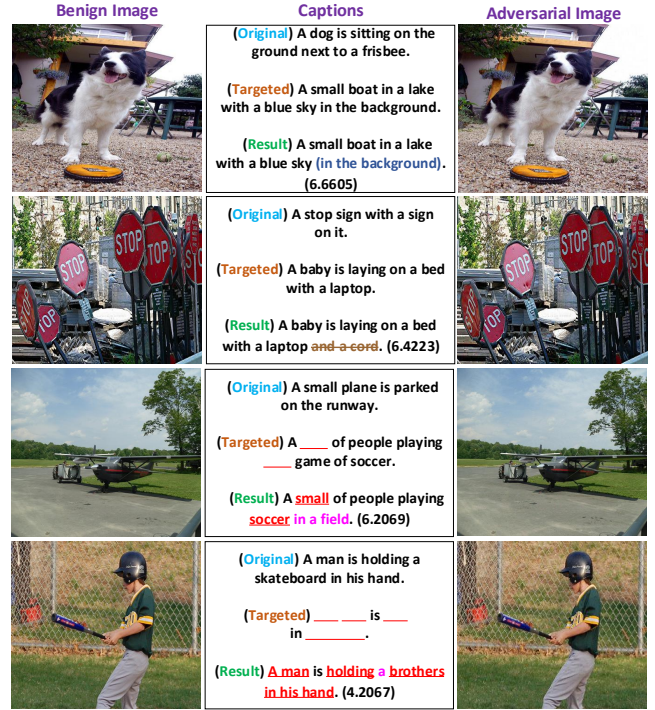 Benign Image
Captions
Adversarial Image
(Original) A dog is sitting on the
ground next to a frisbee.
(Targeted) A small boat in a lake
with a blue sky in the background.
(Result) A small boat in a lake
with a blue sky (in the background).
(6.6605)
STOP
STOP
STOP
STOP
(Original) A stop sign with a sign
on it.
(Targeted) A baby is laying on a bed
with a laptop.
(Result) A baby is laying on a bed
with a laptop and a cord. (6.4223)
STOP
STOP
STOP
STOP
(Original) A small plane is parked
on the runway.
(Targeted) A ____ of people playing
____ game of soccer.
(Result) A small of people playing
soccer in a field. (6.2069)
(Original) A man is holding a
skateboard in his hand.
(Targeted) ____ ____ is ____
in _________.
(Result) A man is holding a brothers
in his hand. (4.2067)